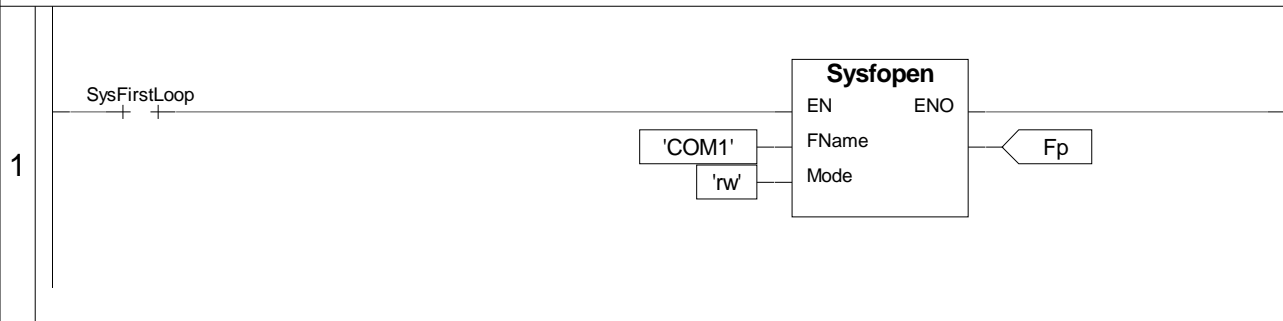 Sysfopen
SysFirstLoop
EN ENO
'COM1' FName Fp
1
'rw' Mode